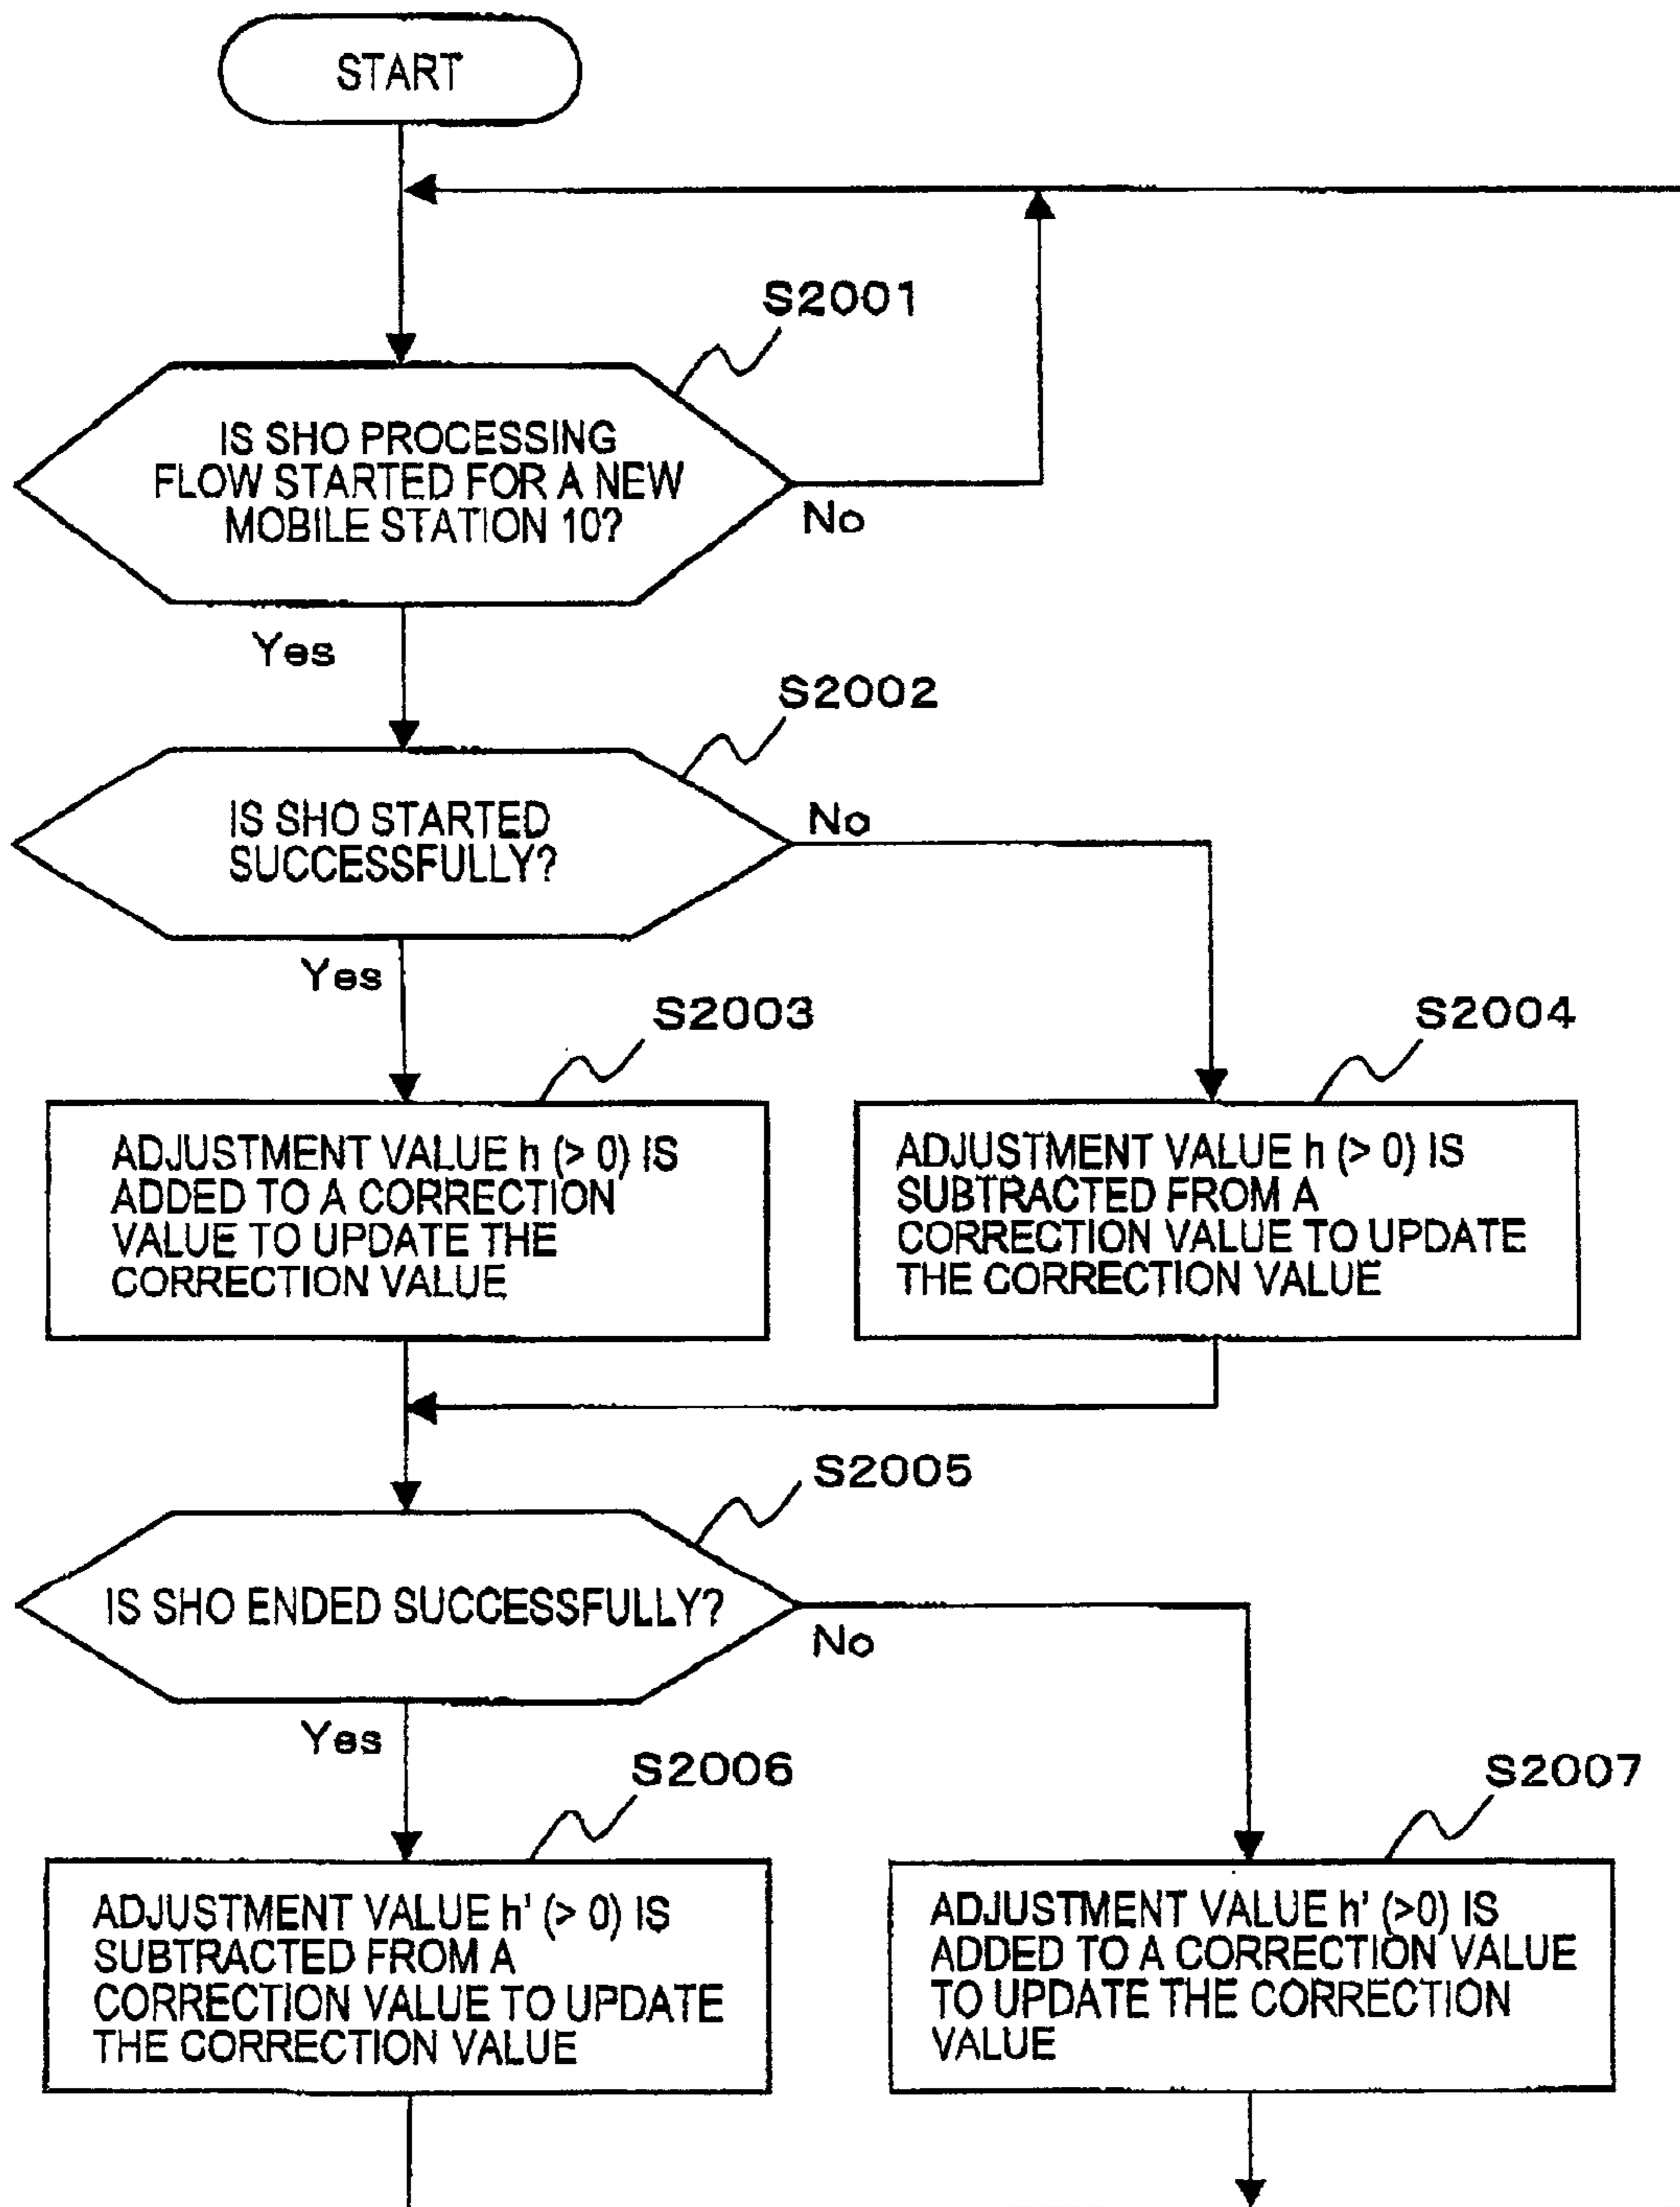 START
S2001
IS SHO PROCESSING
FLOW STARTED FOR A NEW
MOBILE STATION 10?
No
Yes
S2002
IS SHO STARTED
SUCCESSFULLY?
No
Yes
S2003
S2004
ADJUSTMENT VALUE h (> 0) IS
ADDED TO A CORRECTION
VALUE TO UPDATE THE
CORRECTION VALUE
ADJUSTMENT VALUE h (> 0) IS
SUBTRACTED FROM A
CORRECTION VALUE TO UPDATE
THE CORRECTION VALUE
S2005
IS SHO ENDED SUCCESSFULLY?
No
Yes
S2006
S2007
ADJUSTMENT VALUE h' (> 0) IS
SUBTRACTED FROM A
CORRECTION VALUE TO UPDATE
THE CORRECTION VALUE
ADJUSTMENT VALUE h' (>0) IS
ADDED TO A CORRECTION VALUE
TO UPDATE THE CORRECTION
VALUE